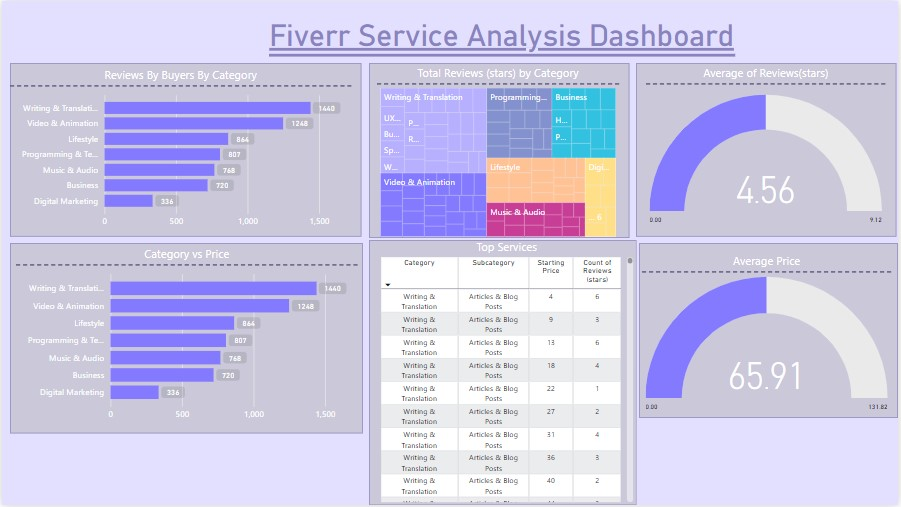 Fiverr Service Analysis Dashboard
Reviews By Buyers By Category
Writing & Translati... 1440
Video & Animation 1248
Lifestyle 864
Programming & Te... 807
Music & Audio 768
Business 720
Digital Marketing 336
0 500 1,000 1,500
Category vs Price
Writing & Translati... 1440
Video & Animation 1248
Lifestyle 864
Programming & Te... 807
Music & Audio 768
Business 720
Digital Marketing 336
0 500 1,000 1,500
Total Reviews (stars) by Category
Writing & Translation
UX...
P...
Bu...
R...
Sp...
W...
Video & Animation
Programming...
Business
H...
P...
Lifestyle
Digi...
Music & Audio
... 6
Top Services
Category Subcategory Starting Price Count of Reviews (stars)
Writing & Translation Articles & Blog Posts 4 6
Writing & Translation Articles & Blog Posts 9 3
Writing & Translation Articles & Blog Posts 13 6
Writing & Translation Articles & Blog Posts 18 4
Writing & Translation Articles & Blog Posts 22 1
Writing & Translation Articles & Blog Posts 27 2
Writing & Translation Articles & Blog Posts 31 4
Writing & Translation Articles & Blog Posts 36 3
Writing & Translation Articles & Blog Posts 40 2
Average of Reviews(stars)
4.56
0.00 9.12
Average Price
65.91
0.00 131.82